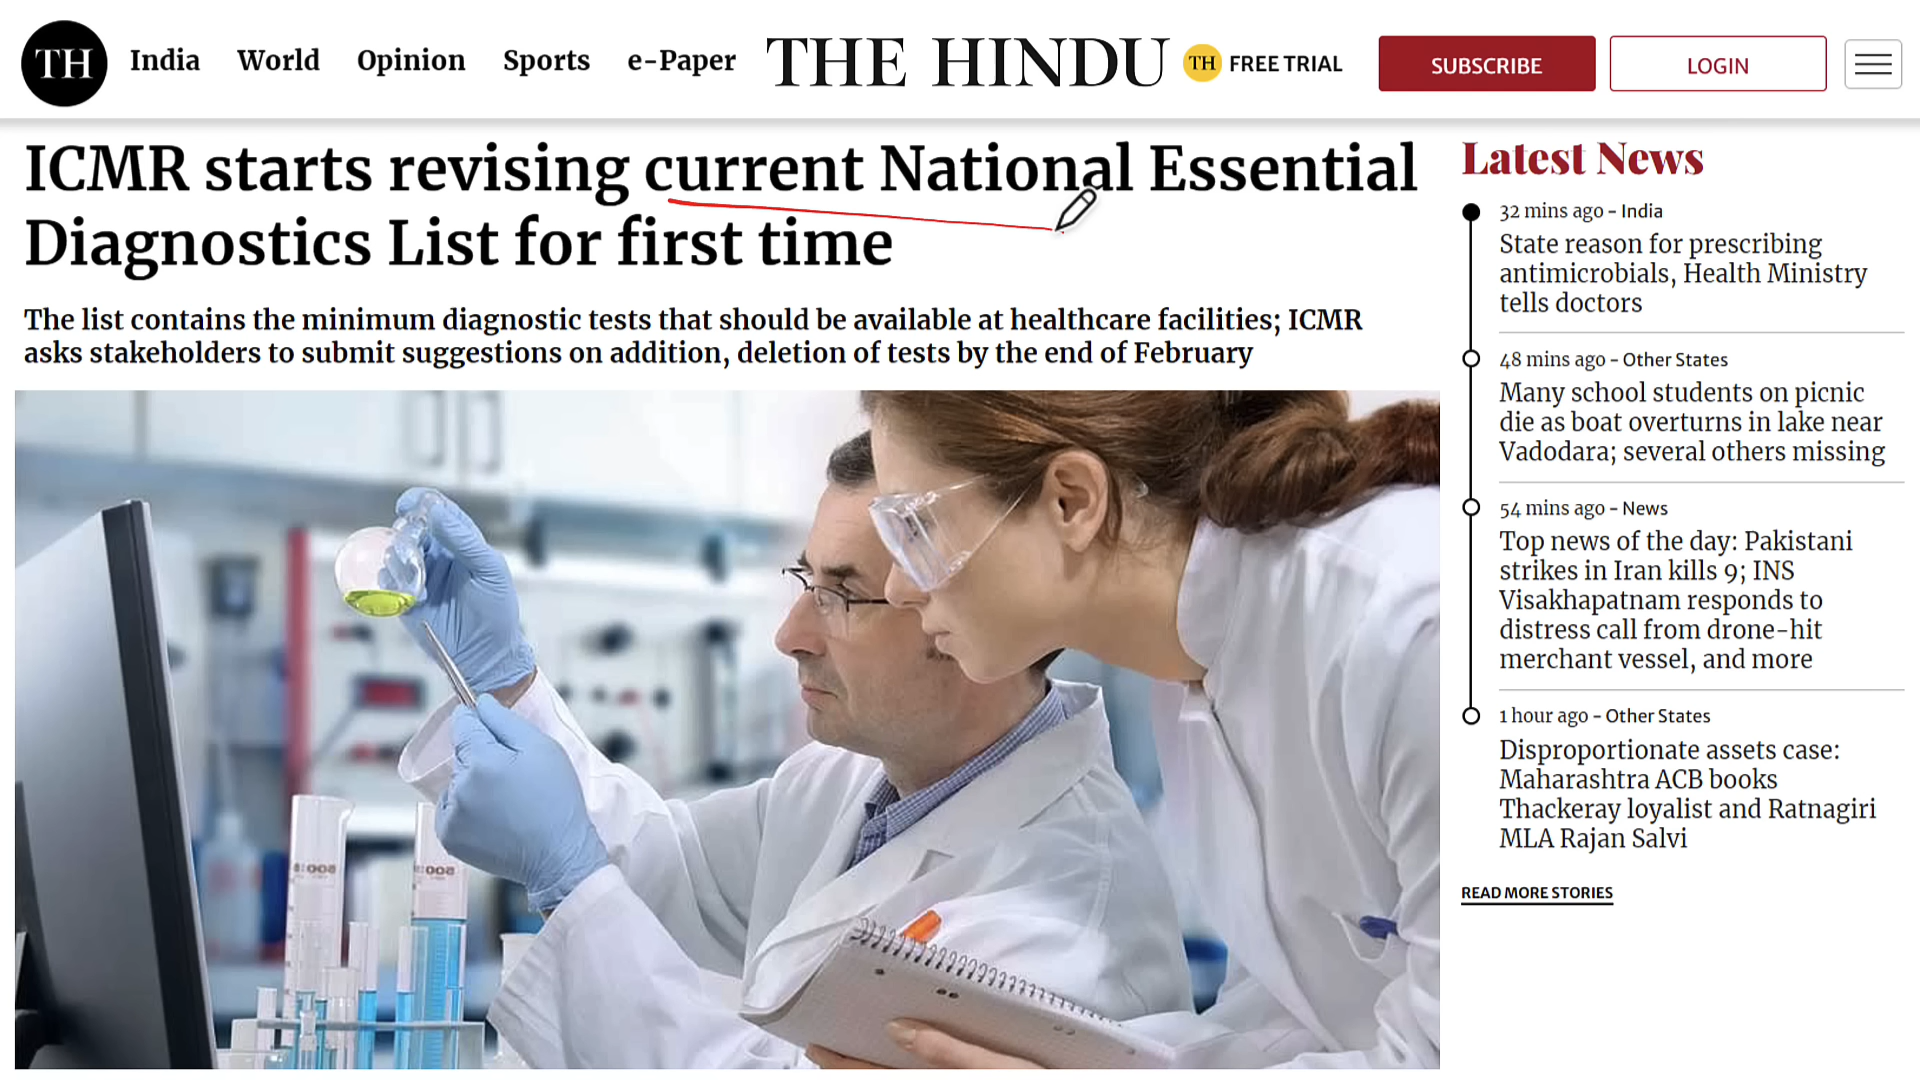 TH India World Opinion Sports e-Paper THE HINDU TH FREE TRIAL SUBSCRIBE LOGIN
ICMR starts revising current National Essential
Diagnostics List for first time
The list contains the minimum diagnostic tests that should be available at healthcare facilities; ICMR
asks stakeholders to submit suggestions on addition, deletion of tests by the end of February
Latest News
32 mins ago - India
State reason for prescribing
antimicrobials, Health Ministry
tells doctors
48 mins ago - Other States
Many school students on picnic
die as boat overturns in lake near
Vadodara; several others missing
54 mins ago - News
Top news of the day: Pakistani
strikes in Iran kills 9; INS
Visakhapatnam responds to
distress call from drone-hit
merchant vessel, and more
1 hour ago - Other States
Disproportionate assets case:
Maharashtra ACB books
Thackeray loyalist and Ratnagiri
MLA Rajan Salvi
READ MORE STORIES